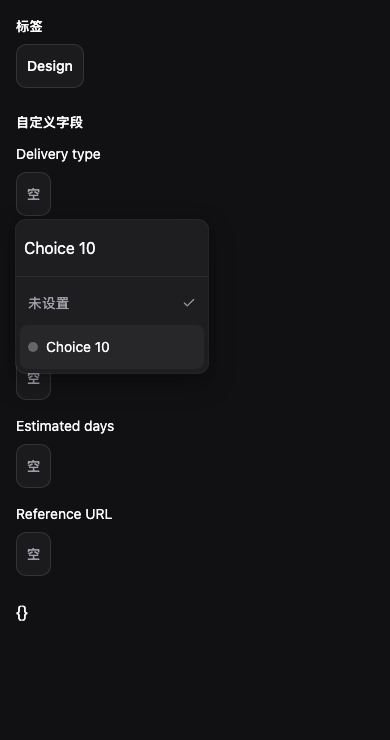 标签
Design
自定义字段
Delivery type
空
Choice 10
未设置
Choice 10
空
Estimated days
空
Reference URL
空
{}